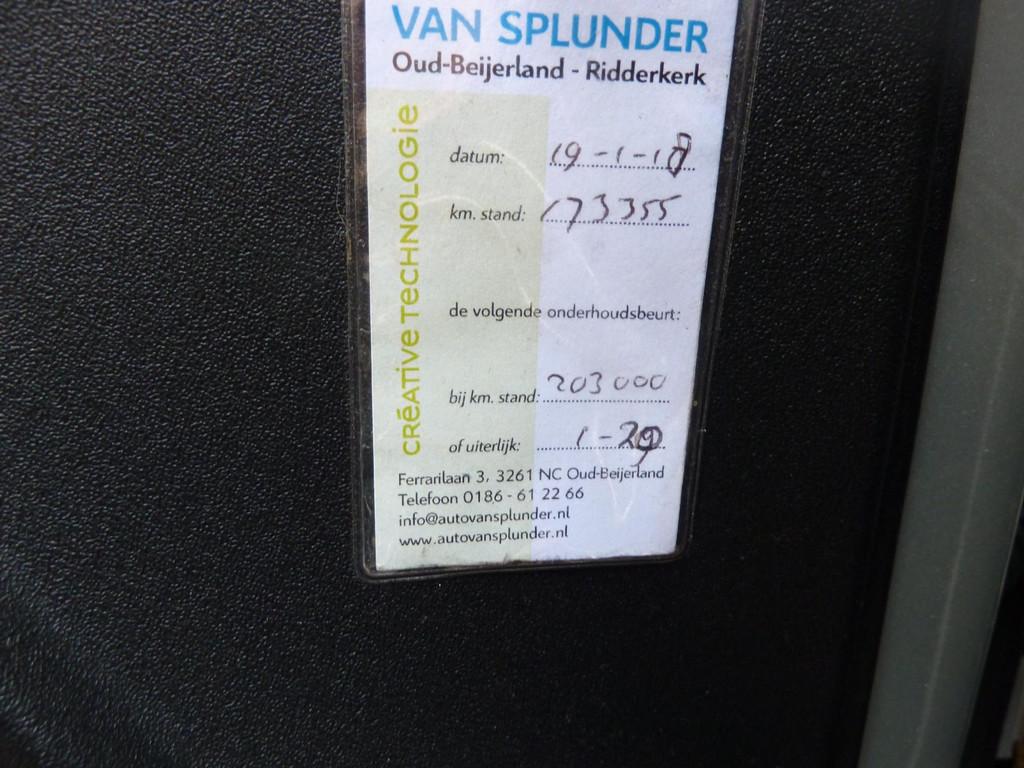 VAN SPLUNDER
Oud-Beijerland - Ridderkerk
CRÉATIVE TECHNOLOGIE
datum: 19-1-18
km. stand: 173355
de volgende onderhoudsbeurt:
bij km. stand: 203000
of uiterlijk: 1-20
Ferrarilaan 3, 3261 NC Oud-Beijerland
Telefoon 0186 - 61 22 66
info@autovansplunder.nl
www.autovansplunder.nl